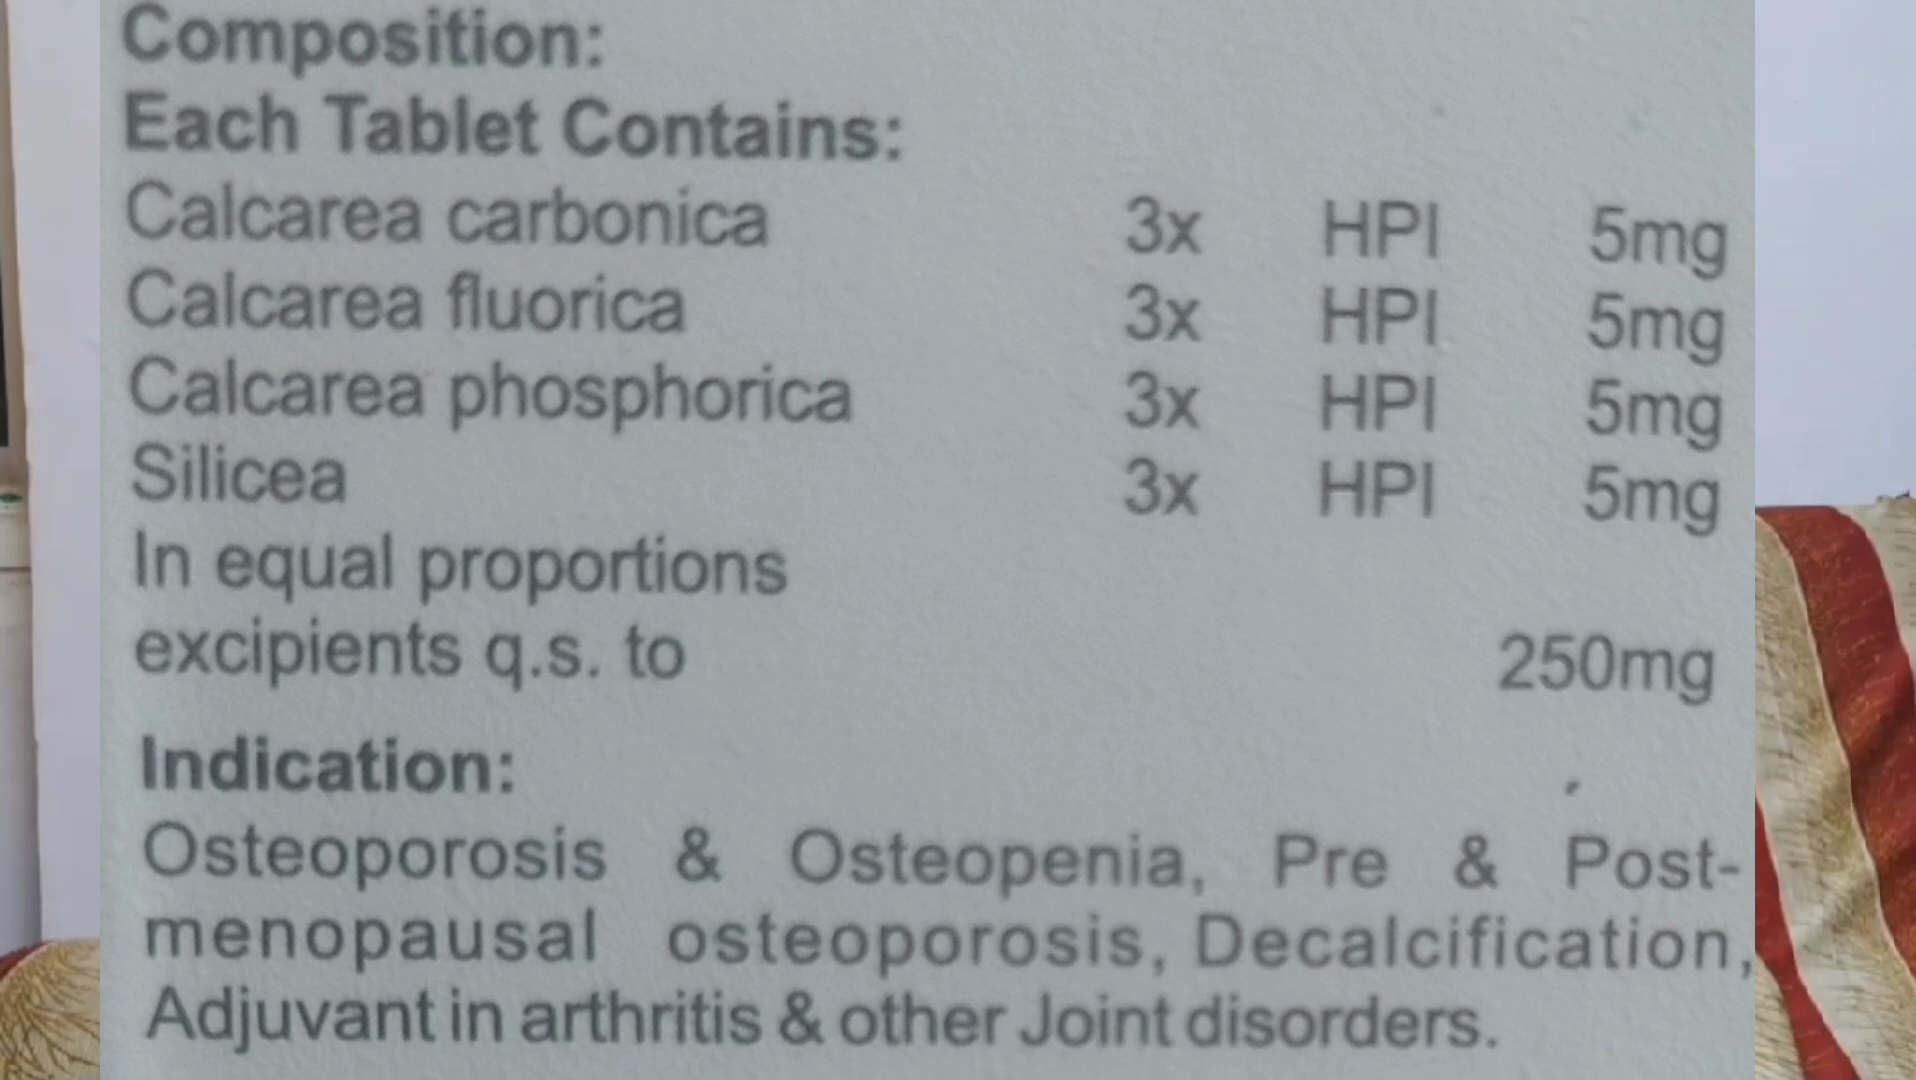 Composition:
Each Tablet Contains:
Calcarea carbonica 3x HPI 5mg
Calcarea fluorica 3x HPI 5mg
Calcarea phosphorica 3x HPI 5mg
Silicea 3x HPI 5mg
In equal proportions
excipients q.s. to 250mg
Indication:
Osteoporosis & Osteopenia, Pre & Post-
menopausal osteoporosis, Decalcification,
Adjuvant in arthritis & other Joint disorders.